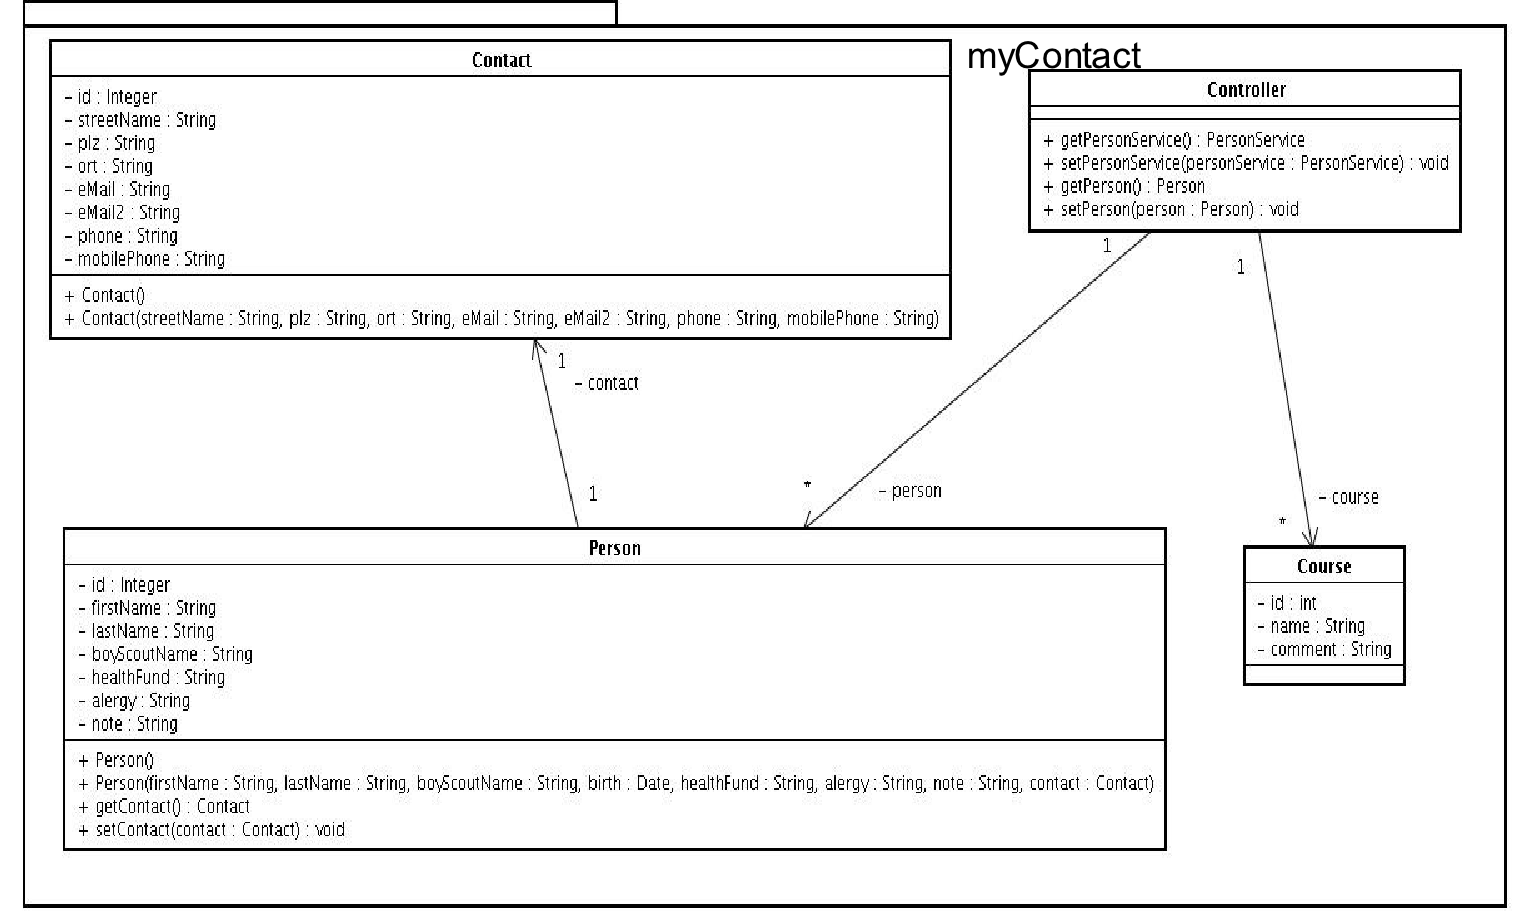 myContact
Contact
- id : Integer
- streetName : String
- plz : String
- ort : String
- eMail : String
- eMail2 : String
- phone : String
- mobilePhone : String
+ Contact()
+ Contact(streetName : String, plz : String, ort : String, eMail : String, eMail2 : String, phone : String, mobilePhone : String)
Controller
+ getPersonService() : PersonService
+ setPersonService(personService : PersonService) : void
+ getPerson() : Person
+ setPerson(person : Person) : void
1
1
1
- contact
1
*
- person
- course
*
Person
- id : Integer
- firstName : String
- lastName : String
- boyScoutName : String
- healthFund : String
- alergy : String
- note : String
+ Person()
+ Person(firstName : String, lastName : String, boyScoutName : String, birth : Date, healthFund : String, alergy : String, note : String, contact : Contact)
+ getContact() : Contact
+ setContact(contact : Contact) : void
Course
- id : int
- name : String
- comment : String